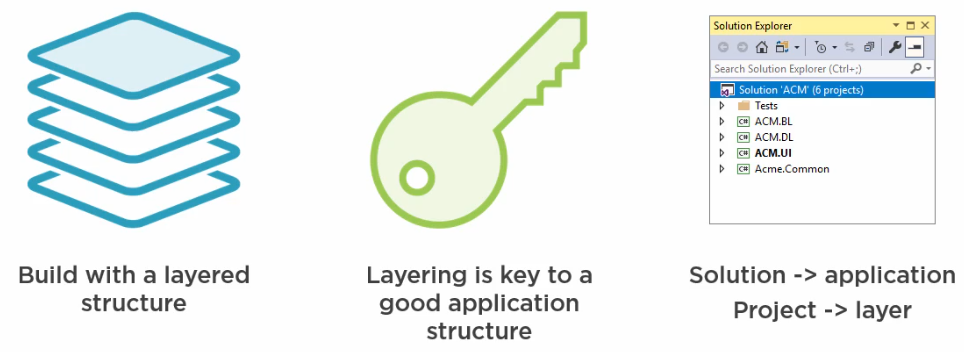 Solution Explorer
Search Solution Explorer (Ctrl+;)
Solution 'ACM' (6 projects)
Tests
C# ACM.BL
C# ACM.DL
C# ACM.UI
C# Acme.Common
Build with a layered
structure
Layering is key to a
good application
structure
Solution -> application
Project -> layer